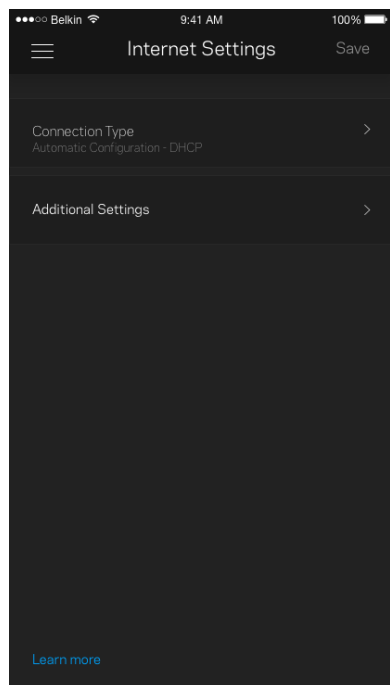 Belkin 9:41 AM 100%
Internet Settings Save
Connection Type
Automatic Configuration - DHCP
Additional Settings
Learn more